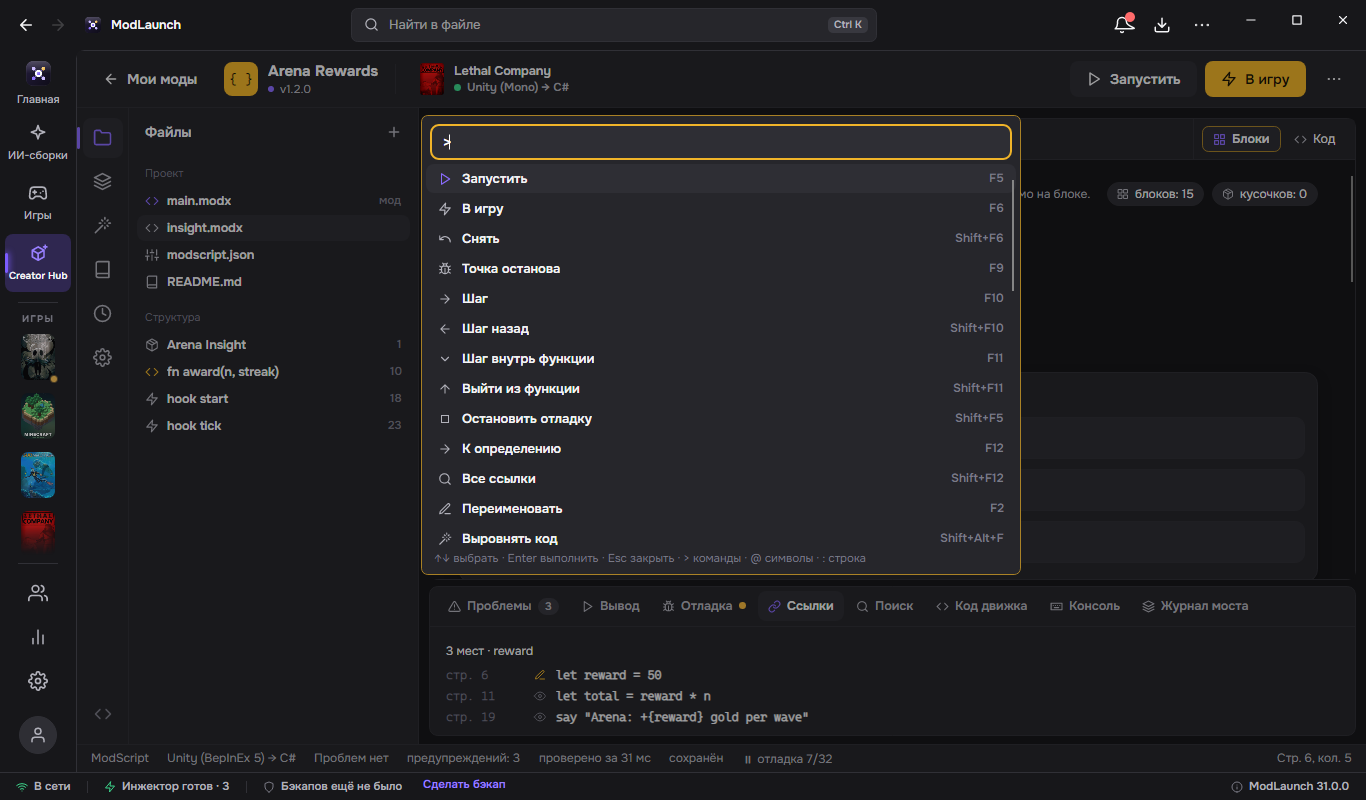 ModLaunch
Найти в файле
Ctrl K
Главная
ИИ-сборки
Игры
Creator Hub
ИГРЫ
MINECRAFT
LETHAL COMPANY
Мои моды
{ }
Arena Rewards
v1.2.0
Lethal Company
Unity (Mono) → C#
Запустить
В игру
Файлы
Проект
main.modx мод
insight.modx
modscript.json
README.md
Структура
Arena Insight 1
fn award(n, streak) 10
hook start 18
hook tick 23
>
Запустить F5
В игру F6
Снять Shift+F6
Точка останова F9
Шаг F10
Шаг назад Shift+F10
Шаг внутрь функции F11
Выйти из функции Shift+F11
Остановить отладку Shift+F5
К определению F12
Все ссылки Shift+F12
Переименовать F2
Выровнять код Shift+Alt+F
↑↓ выбрать · Enter выполнить · Esc закрыть · > команды · @ символы · : строка
Блоки
Код
мо на блоке.
блоков: 15
кусочков: 0
Проблемы 3
Вывод
Отладка
Ссылки
Поиск
Код движка
Консоль
Журнал моста
3 мест · reward
стр. 6 let reward = 50
стр. 11 let total = reward * n
стр. 19 say "Arena: +{reward} gold per wave"
ModScript
Unity (BepInEx 5) → C#
Проблем нет
предупреждений: 3
проверено за 31 мс
сохранён
отладка 7/32
Стр. 6, кол. 5
В сети
Инжектор готов · 3
Бэкапов ещё не было
Сделать бэкап
ModLaunch 31.0.0